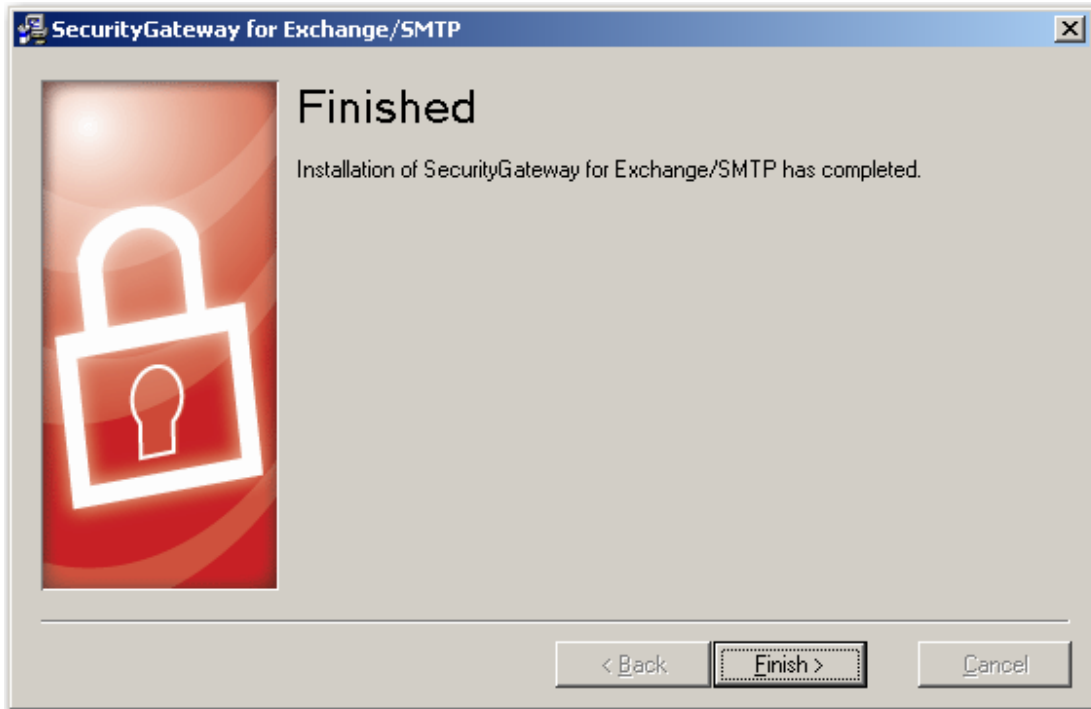 SecurityGateway for Exchange/SMTP
Finished
Installation of SecurityGateway for Exchange/SMTP has completed.
< Back Finish > Cancel